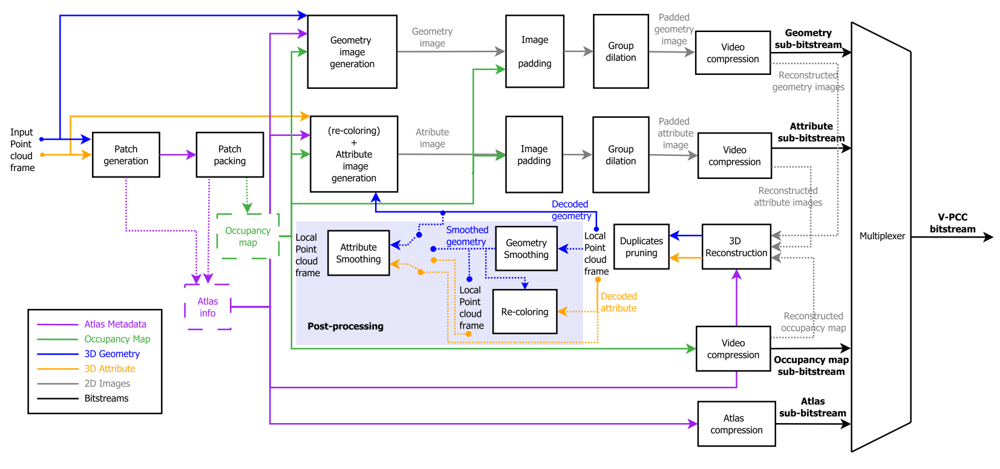 Input
Point
cloud
frame
Patch
generation
Patch
packing
Occupancy
map
Atlas
info
Geometry
image
generation
Geometry
image
Image
padding
Group
dilation
Padded
geometry
image
Video
compression
Geometry
sub-bitstream
Reconstructed
geometry images
(re-coloring)
+
Attribute
image
generation
Atribute
image
Image
padding
Group
dilation
Padded
attribute
image
Video
compression
Attribute
sub-bitstream
Reconstructed
attribute images
Multiplexer
V-PCC
bitstream
Decoded
geometry
Local
Point
cloud
frame
Attribute
Smoothing
Smoothed
geometry
Geometry
Smoothing
Local
Point
cloud
frame
Duplicates
pruning
3D
Reconstruction
Local
Point
cloud
frame
Re-coloring
Decoded
attribute
Post-processing
Reconstructed
occupancy map
Video
compression
Occupancy map
sub-bitstream
Atlas
compression
Atlas
sub-bitstream
Atlas Metadata
Occupancy Map
3D Geometry
3D Attribute
2D Images
Bitstreams